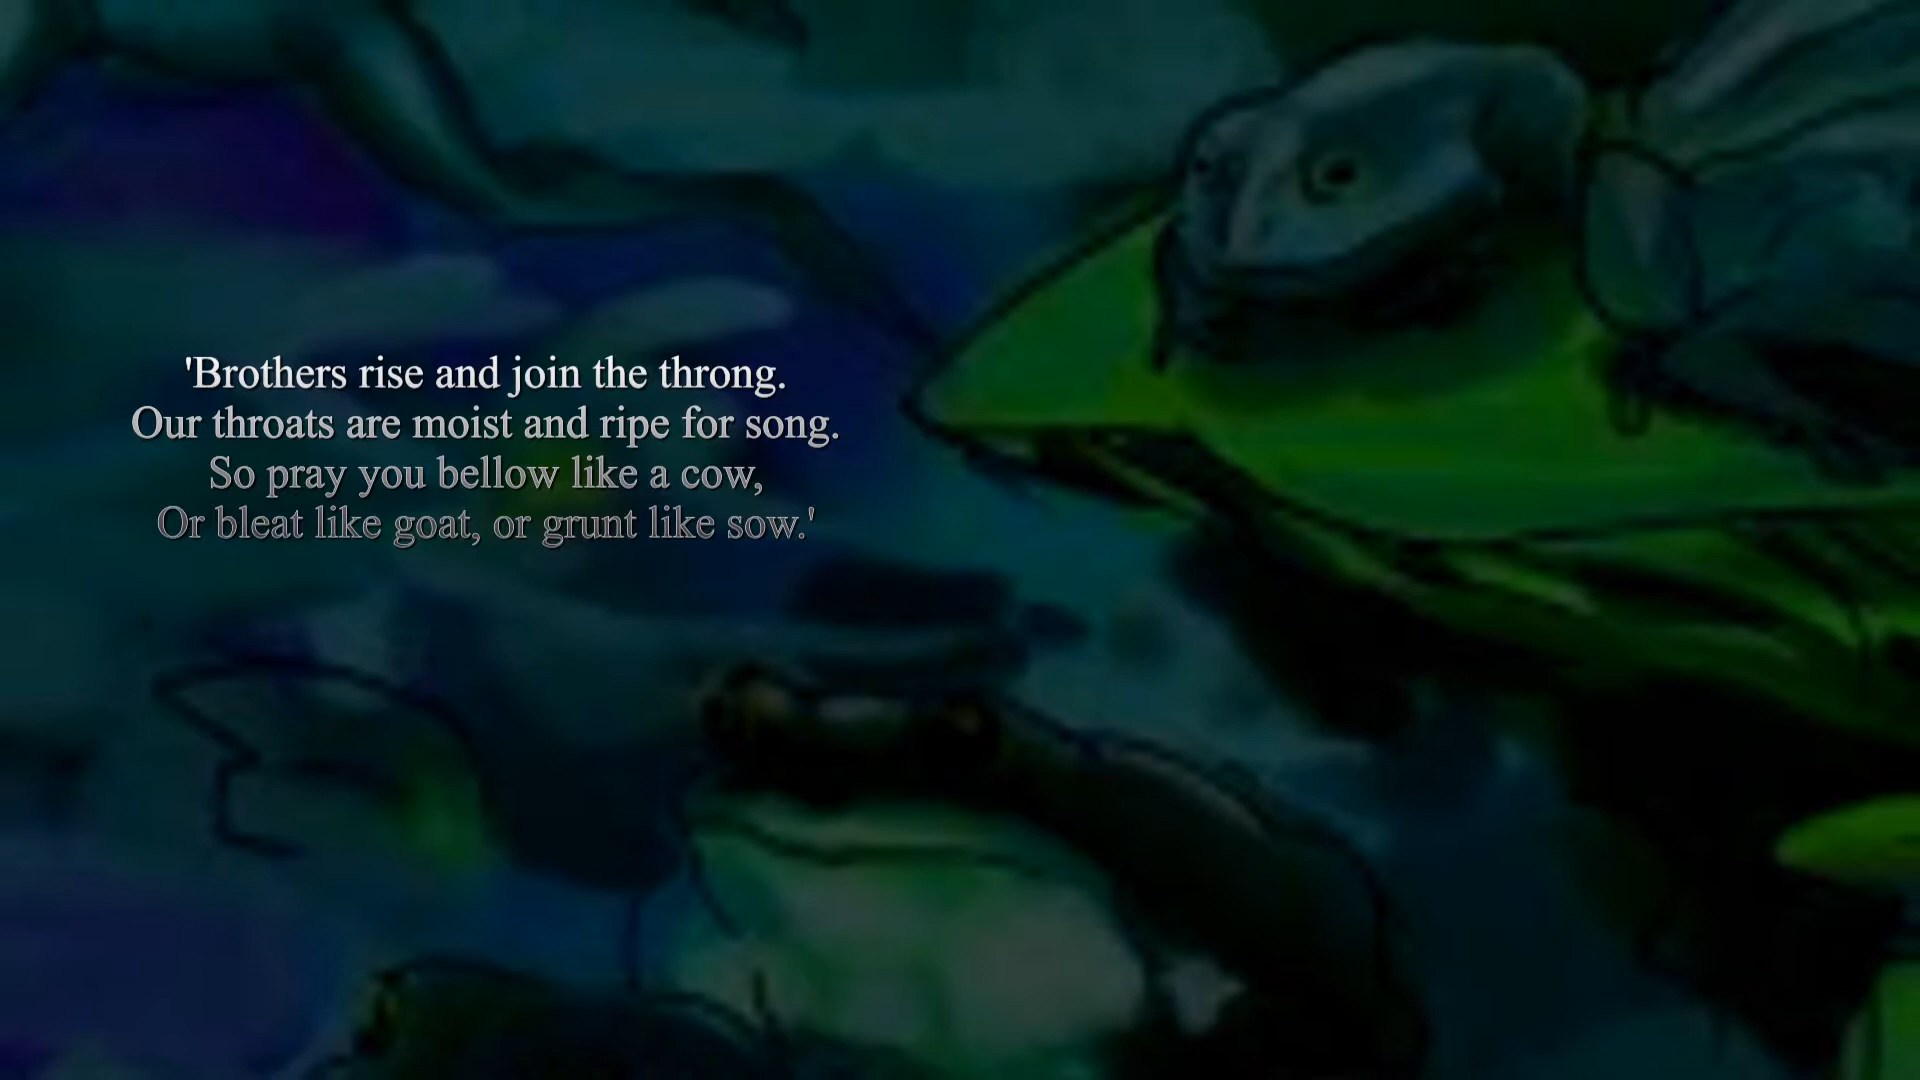 'Brothers rise and join the throng.
Our throats are moist and ripe for song.
So pray you bellow like a cow,
Or bleat like goat, or grunt like sow.'